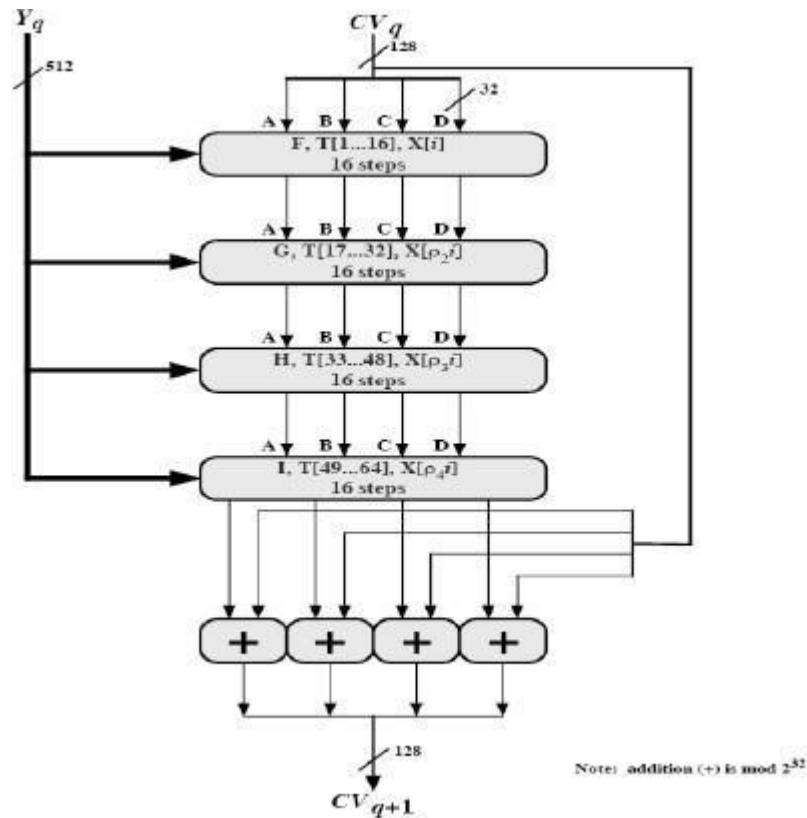 Yq CVq
128
512
32
A B C D
F, T[1...16], X[i]
16 steps
A B C D
G, T[17...32], X[ρ2i]
16 steps
A B C D
H, T[33...48], X[ρ3i]
16 steps
A B C D
I, T[49...64], X[ρ4i]
16 steps
+ + + +
128
Note: addition (+) is mod 2^32
CVq+1